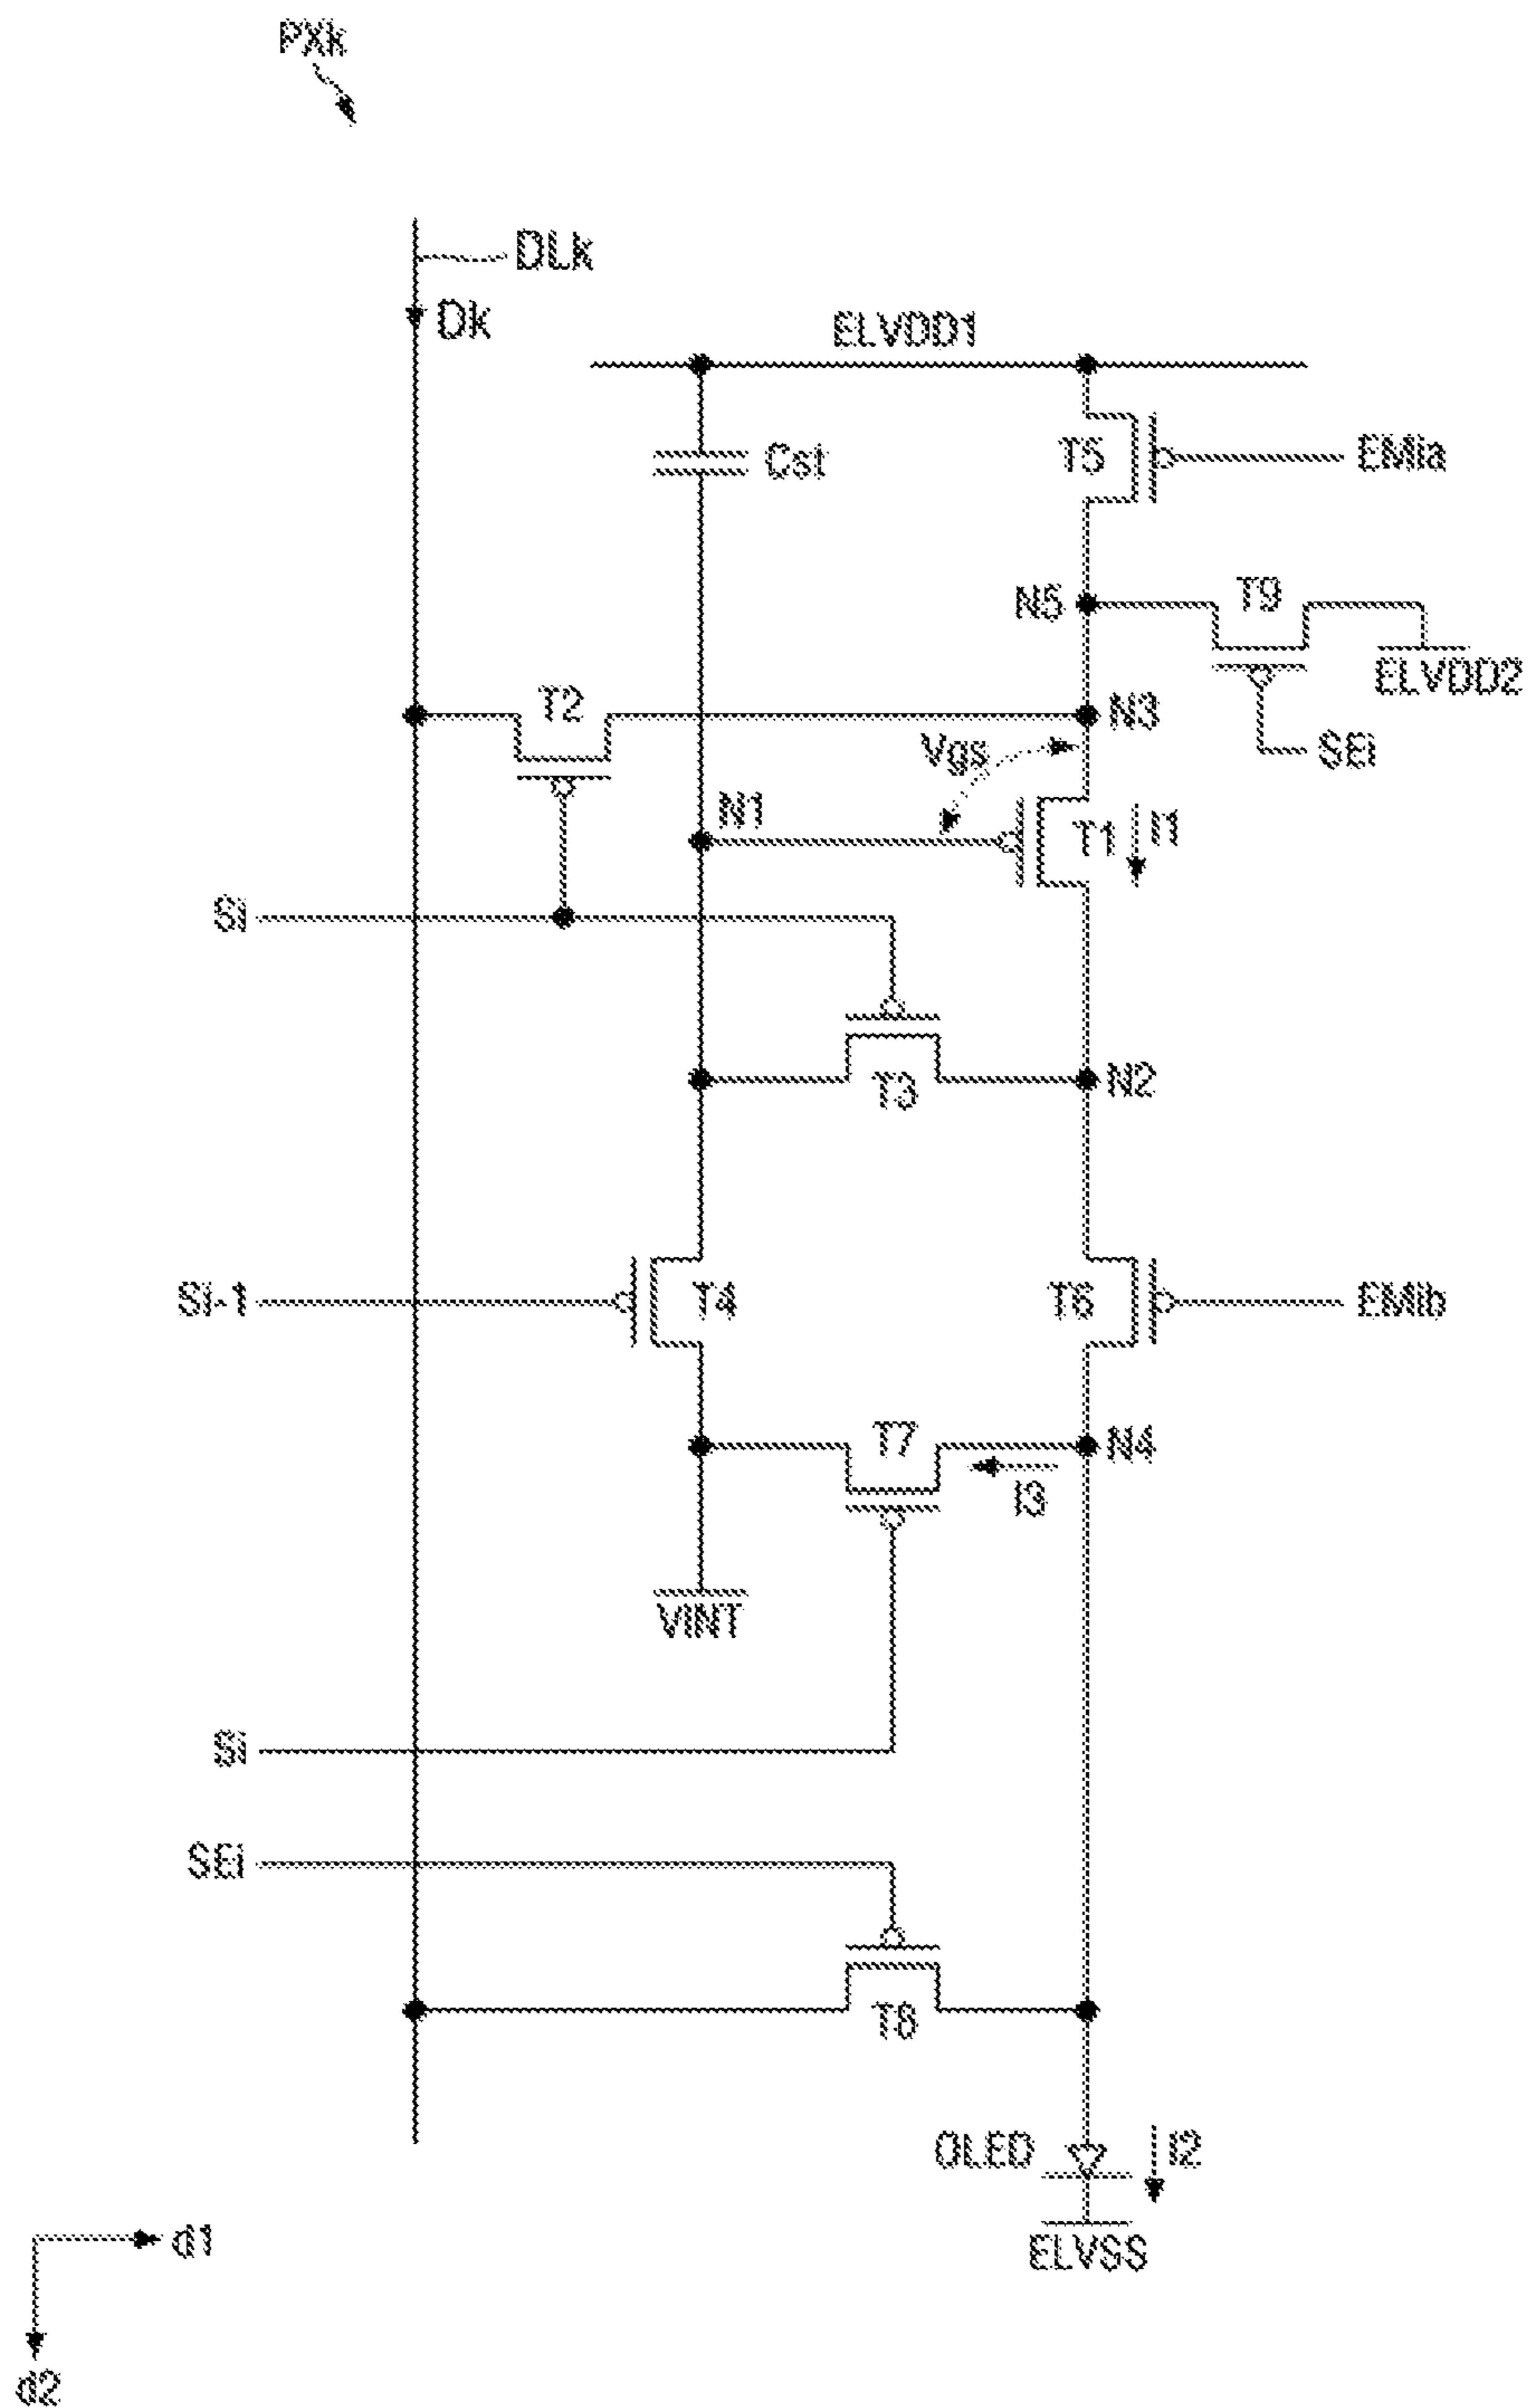 PXk
DLk
Dk
ELVDD1
Cst
T5
EMia
N5
T9
ELVDD2
T2
N3
SEi
Vgs
N1
T1
I1
Si
T3
N2
Si-1
T4
T6
EMib
T7
N4
I3
VINT
Si
SEi
T8
OLED
I2
d1
ELVSS
d2